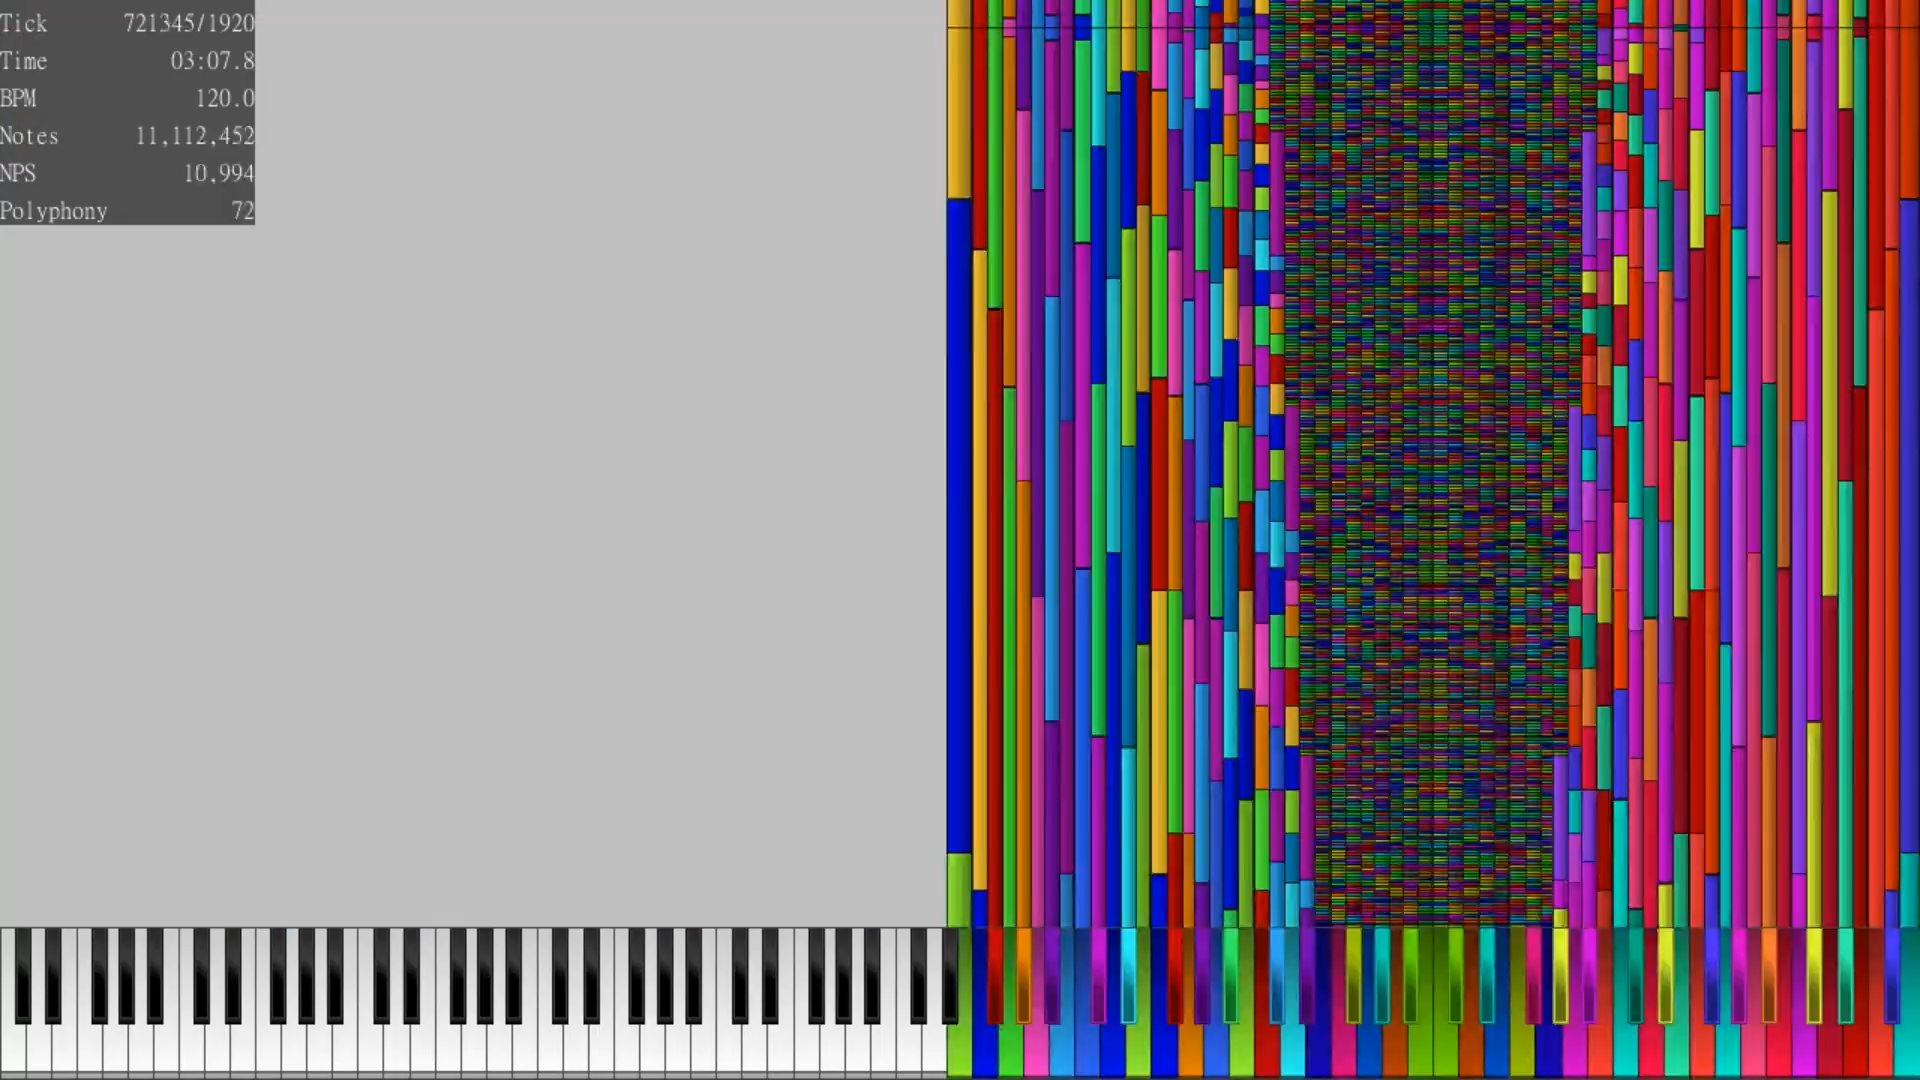 Tick 721345/1920
Time 03:07.8
BPM 120.0
Notes 11,112,452
NPS 10,994
Polyphony 72